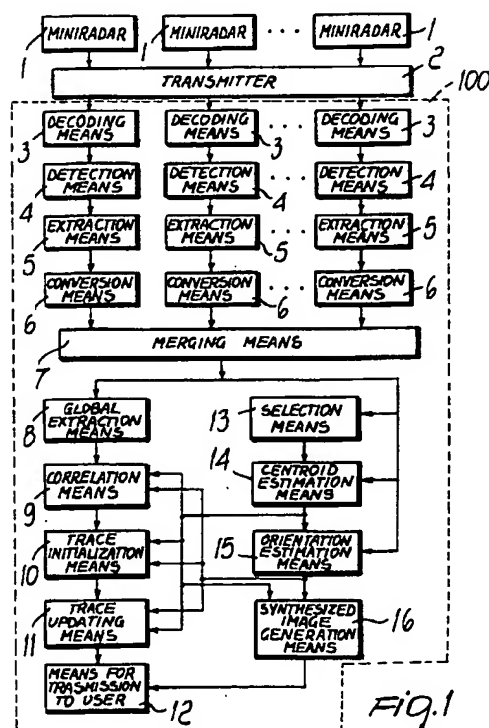 MINIRADAR MINIRADAR . . . MINIRADAR 1
1 1
TRANSMITTER 2
100
DECODING MEANS DECODING MEANS . . . DECODING MEANS 3
3 3
DETECTION MEANS DETECTION MEANS . . . DETECTION MEANS 4
4 4
EXTRACTION MEANS EXTRACTION MEANS EXTRACTION MEANS 5
5 5
CONVERSION MEANS CONVERSION MEANS . . . CONVERSION MEANS 6
6 6
7 MERGING MEANS
8 GLOBAL EXTRACTION MEANS
13 SELECTION MEANS
9 CORRELATION MEANS
14 CENTROID ESTIMATION MEANS
10 TRACE INITIALIZATION MEANS
15 ORIENTATION ESTIMATION MEANS
11 TRACE UPDATING MEANS
SYNTHESIZED IMAGE GENERATION MEANS 16
MEANS FOR TRASMISSION TO USER 12
Fig.1